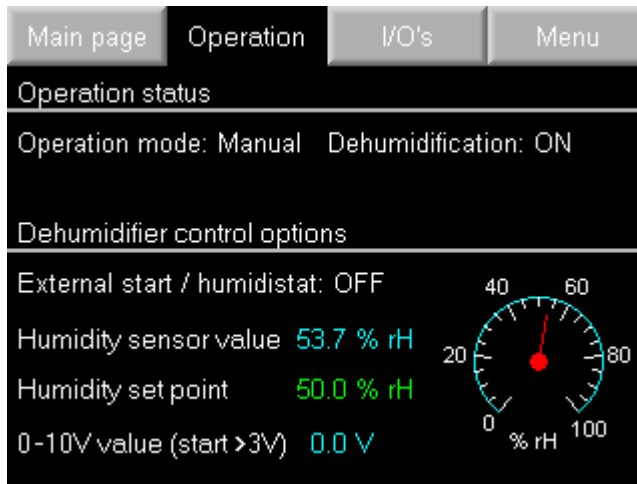 Main page Operation I/O's Menu
Operation status
Operation mode: Manual Dehumidification: ON
Dehumidifier control options
External start / humidistat: OFF
Humidity sensor value 53.7 % rH
Humidity set point 50.0 % rH
0-10V value (start >3V) 0.0 V
40 60
20 80
0 100
% rH